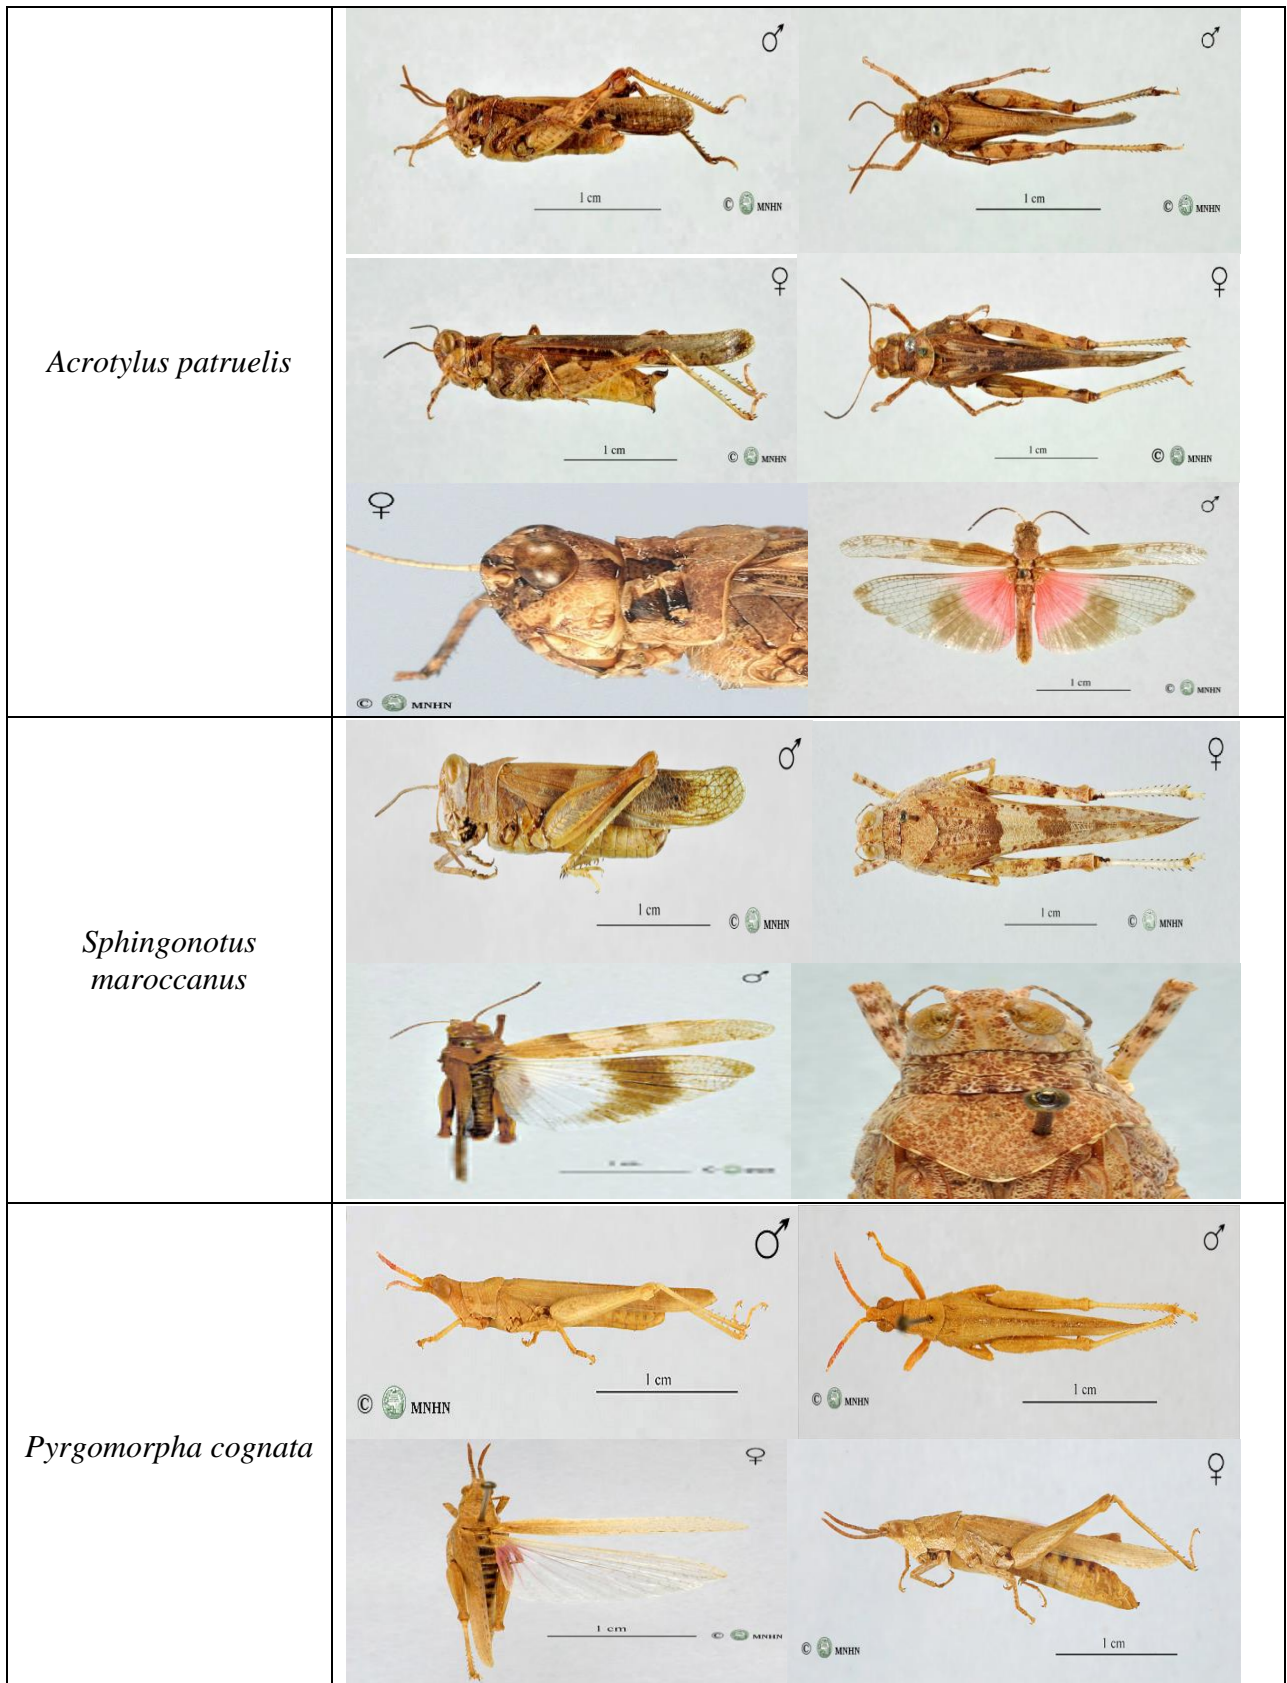 ♂
♂
1 cm
© MNHN
1 cm
© MNHN
Acrotylus patruelis
♀
♀
1 cm
© MNHN
1 cm
© MNHN
♀
© MNHN
♂
1 cm
© MNHN
Sphingonotus
maroccanus
♂
1 cm
© MNHN
♀
1 cm
© MNHN
♂
Pyrgomorpha cognata
♂
1 cm
© MNHN
♂
1 cm
© MNHN
♀
1 cm
© MNHN
♀
1 cm
© MNHN